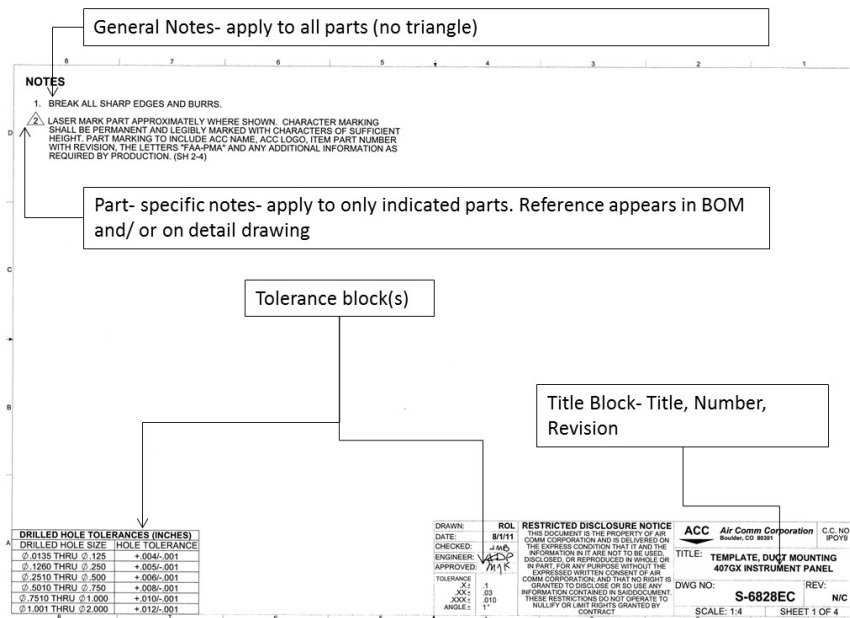 General Notes- apply to all parts (no triangle)
8 7 6 5 4 3 2 1
NOTES
1. BREAK ALL SHARP EDGES AND BURRS.
2 LASER MARK PART APPROXIMATELY WHERE SHOWN. CHARACTER MARKING
SHALL BE PERMANENT AND LEGIBLY MARKED WITH CHARACTERS OF SUFFICIENT
HEIGHT. PART MARKING TO INCLUDE ACC NAME, ACC LOGO, ITEM PART NUMBER
WITH REVISION, THE LETTERS "FAA-PMA" AND ANY ADDITIONAL INFORMATION AS
REQUIRED BY PRODUCTION. (SH 2-4)
D
Part- specific notes- apply to only indicated parts. Reference appears in BOM
and/ or on detail drawing
C
Tolerance block(s)
Title Block- Title, Number,
Revision
B
A
DRILLED HOLE TOLERANCES (INCHES)
DRILLED HOLE SIZE HOLE TOLERANCE
∅.0135 THRU ∅.125 +.004/-.001
∅.1260 THRU ∅.250 +.005/-.001
∅.2510 THRU ∅.500 +.006/-.001
∅.5010 THRU ∅.750 +.008/-.001
∅.7510 THRU ∅1.000 +.010/-.001
∅1.001 THRU ∅2.000 +.012/-.001
DRAWN: ROL
DATE: 8/1/11
CHECKED: JMB
ENGINEER:
APPROVED: MJK
TOLERANCE
.X± .1
.XX± .03
.XXX± .010
ANGLE± 1°
RESTRICTED DISCLOSURE NOTICE
THIS DOCUMENT IS THE PROPERTY OF AIR
COMM CORPORATION AND IS DELIVERED ON
THE EXPRESS CONDITION THAT IT AND THE
INFORMATION IN IT ARE NOT TO BE USED,
DISCLOSED, OR REPRODUCED IN WHOLE OR
IN PART, FOR ANY PURPOSE WITHOUT THE
EXPRESSED WRITTEN CONSENT OF AIR
COMM CORPORATION; AND THAT NO RIGHT IS
GRANTED TO DISCLOSE OR SO USE ANY
INFORMATION CONTAINED IN SAIDDOCUMENT.
THESE RESTRICTIONS DO NOT OPERATE TO
NULLIFY OR LIMIT RIGHTS GRANTED BY
CONTRACT
ACC Air Comm Corporation
Boulder, CO 80301
C.C. NO
IPOY9
TITLE: TEMPLATE, DUCT MOUNTING
407GX INSTRUMENT PANEL
DWG NO: S-6828EC
REV: N/C
SCALE: 1:4 SHEET 1 OF 4
8 7 6 5 4